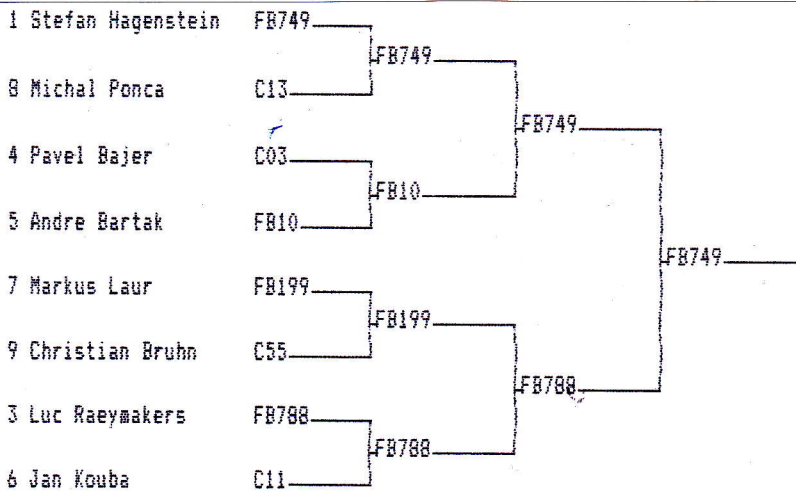 1 Stefan Hagenstein FB749
FB749
8 Michal Ponca C13
FB749
4 Pavel Bajer C03
FB10
5 Andre Bartak FB10
FB749
7 Markus Laur FB199
FB199
9 Christian Bruhn C55
FB788
3 Luc Raeymakers FB788
FB788
6 Jan Kouba C11